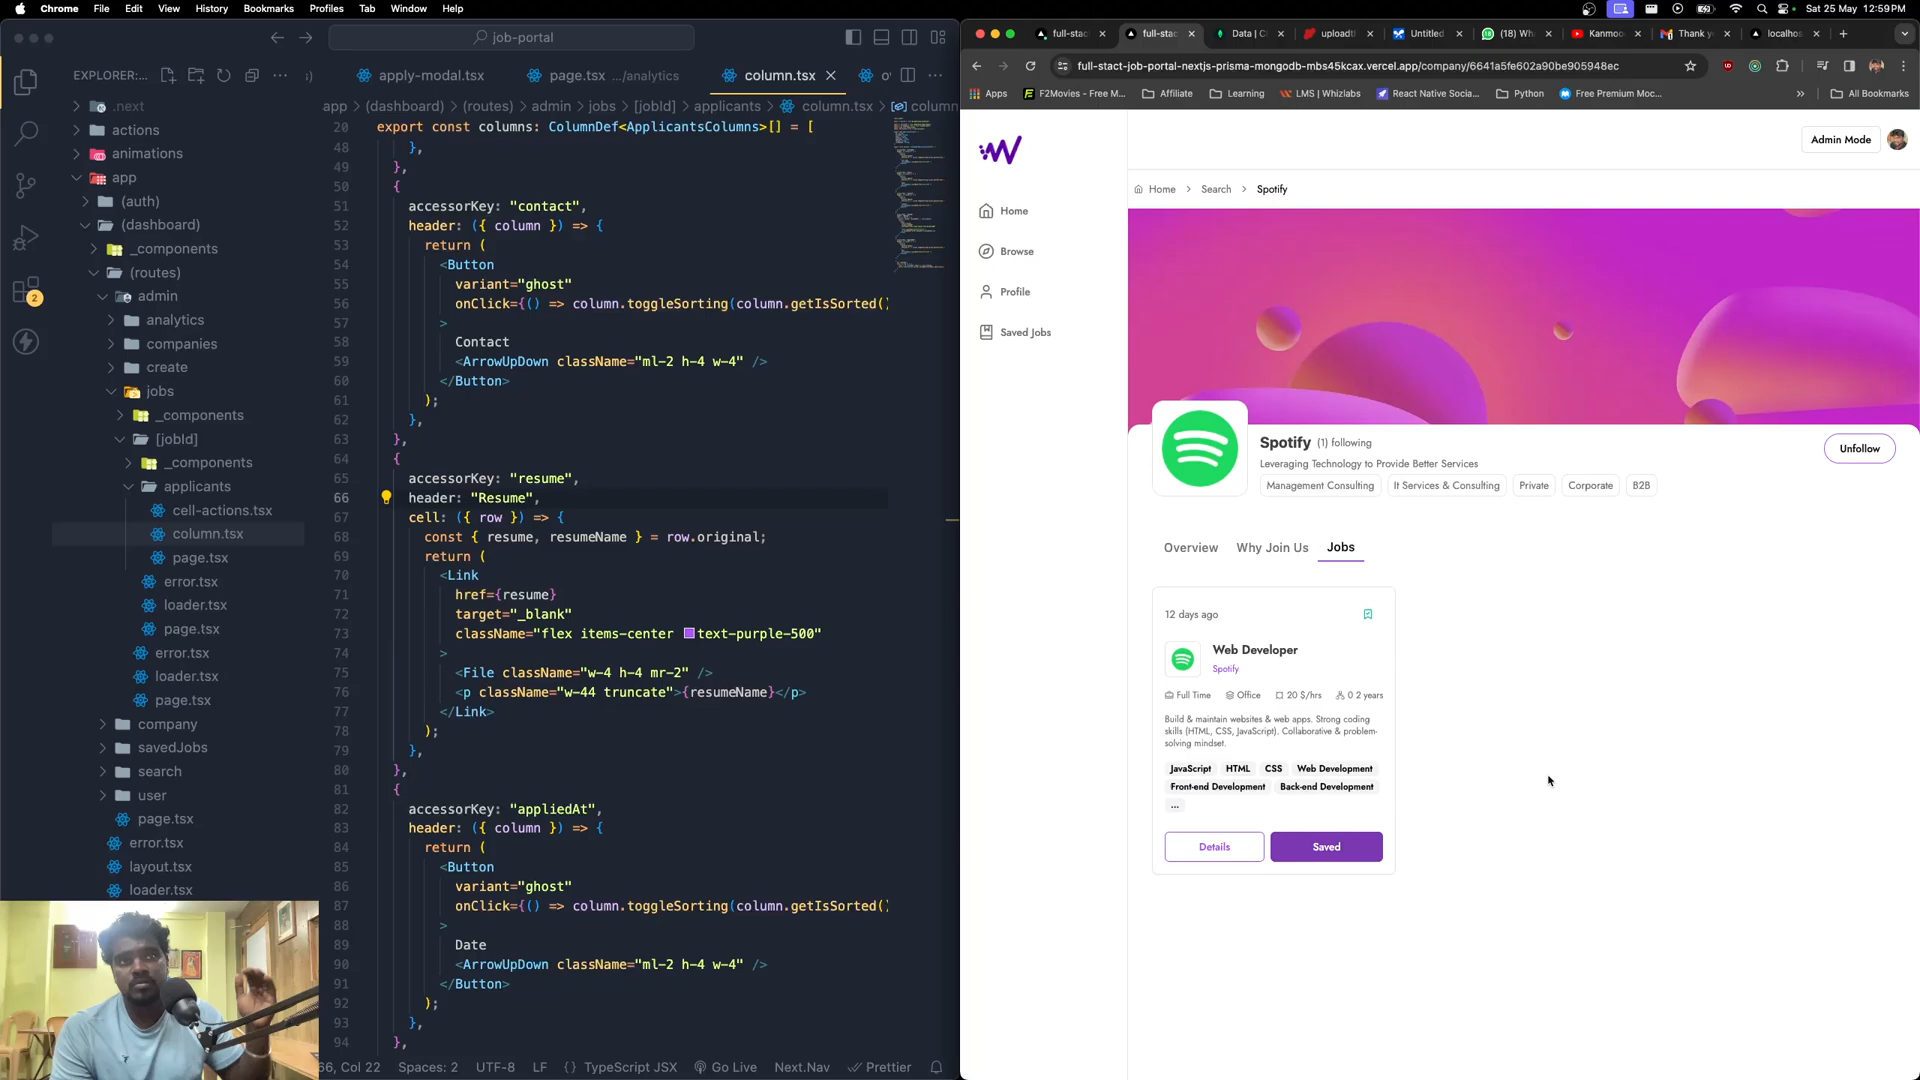 Chrome File Edit View History Bookmarks Profiles Tab Window Help
Sat 25 May 12:59 PM
job-portal
EXPLORER:...
apply-modal.tsx
page.tsx .../analytics
column.tsx
app > (dashboard) > (routes) > admin > jobs > [jobId] > applicants > column.tsx > column
.next
actions
animations
app
(auth)
(dashboard)
_components
(routes)
admin
analytics
companies
create
jobs
_components
[jobId]
_components
applicants
cell-actions.tsx
column.tsx
page.tsx
error.tsx
loader.tsx
page.tsx
error.tsx
loader.tsx
page.tsx
company
savedJobs
search
user
page.tsx
error.tsx
layout.tsx
loader.tsx
2
20 export const columns: ColumnDef<ApplicantsColumns>[] = [
48 },
49 },
50 {
51 accessorKey: "contact",
52 header: ({ column }) => {
53 return (
54 <Button
55 variant="ghost"
56 onClick={() => column.toggleSorting(column.getIsSorted()
57 >
58 Contact
59 <ArrowUpDown className="ml-2 h-4 w-4" />
60 </Button>
61 );
62 },
63 },
64 {
65 accessorKey: "resume",
66 header: "Resume",
67 cell: ({ row }) => {
68 const { resume, resumeName } = row.original;
69 return (
70 <Link
71 href={resume}
72 target="_blank"
73 className="flex items-center text-purple-500"
74 >
75 <File className="w-4 h-4 mr-2" />
76 <p className="w-44 truncate">{resumeName}</p>
77 </Link>
78 );
79 },
80 },
81 {
82 accessorKey: "appliedAt",
83 header: ({ column }) => {
84 return (
85 <Button
86 variant="ghost"
87 onClick={() => column.toggleSorting(column.getIsSorted()
88 >
89 Date
90 <ArrowUpDown className="ml-2 h-4 w-4" />
91 </Button>
92 );
93 },
94 },
66, Col 22 Spaces: 2 UTF-8 LF {} TypeScript JSX Go Live Next.Nav Prettier
full-stac
full-stac
Data | C
uploadt
Untitled
(18) Wh
Kanmoo
Thank y
localhos
full-stact-job-portal-nextjs-prisma-mongodb-mbs45kcax.vercel.app/company/6641a5fe602a90be905948ec
Apps F2Movies - Free M... Affiliate Learning LMS | Whizlabs React Native Socia... Python Free Premium Moc... » All Bookmarks
Admin Mode
Home
Browse
Profile
Saved Jobs
Home > Search > Spotify
Spotify (1) following
Leveraging Technology to Provide Better Services
Management Consulting It Services & Consulting Private Corporate B2B
Unfollow
Overview Why Join Us Jobs
12 days ago
Web Developer
Spotify
Full Time Office 20 $/hrs 0 2 years
Build & maintain websites & web apps. Strong coding
skills (HTML, CSS, JavaScript). Collaborative & problem-
solving mindset.
JavaScript HTML CSS Web Development
Front-end Development Back-end Development
...
Details Saved